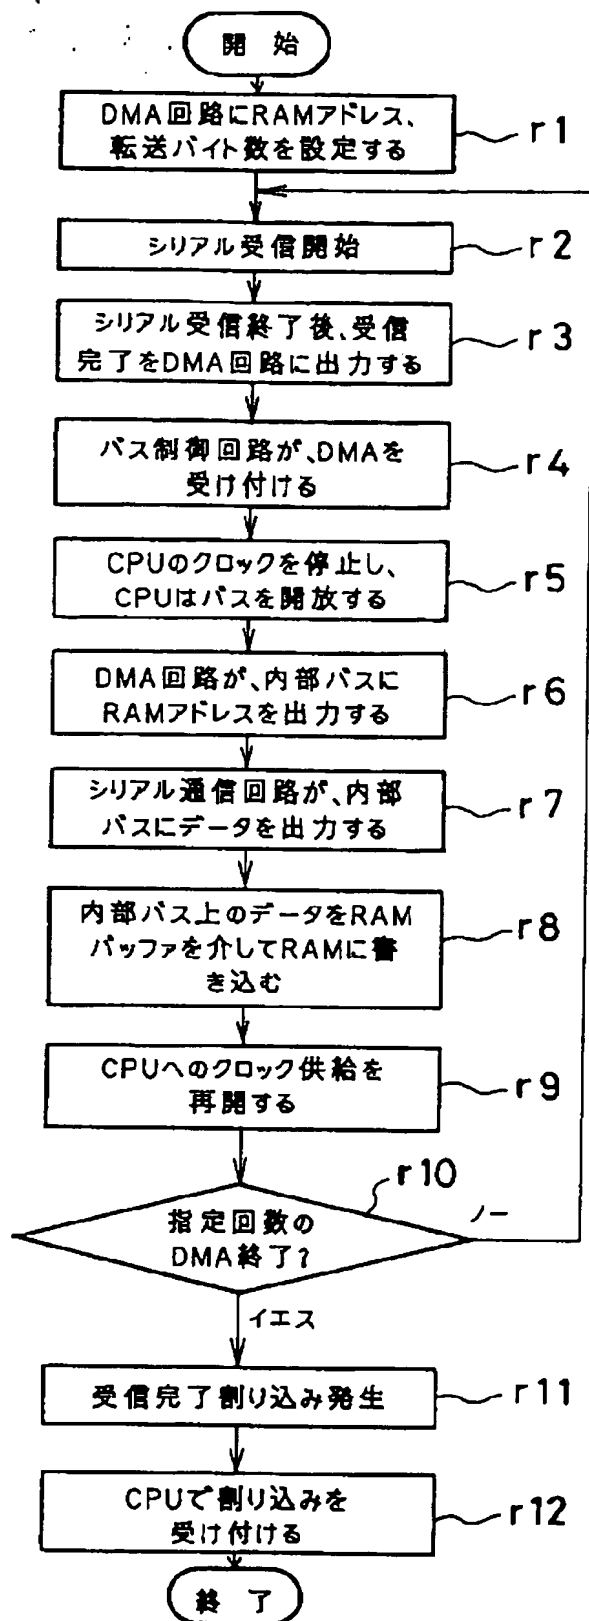 開 始
DMA回路にRAMアドレス、
転送バイト数を設定する
r1
シリアル受信開始
r2
シリアル受信終了後、受信
完了をDMA回路に出力する
r3
バス制御回路が、DMAを
受け付ける
r4
CPUのクロックを停止し、
CPUはバスを開放する
r5
DMA回路が、内部バスに
RAMアドレスを出力する
r6
シリアル通信回路が、内部
バスにデータを出力する
r7
内部バス上のデータをRAM
バッファを介してRAMに書
き込む
r8
CPUへのクロック供給を
再開する
r9
r10
指定回数の
DMA終了?
ノー
イエス
受信完了割り込み発生
r11
CPUで割り込みを
受け付ける
r12
終 了